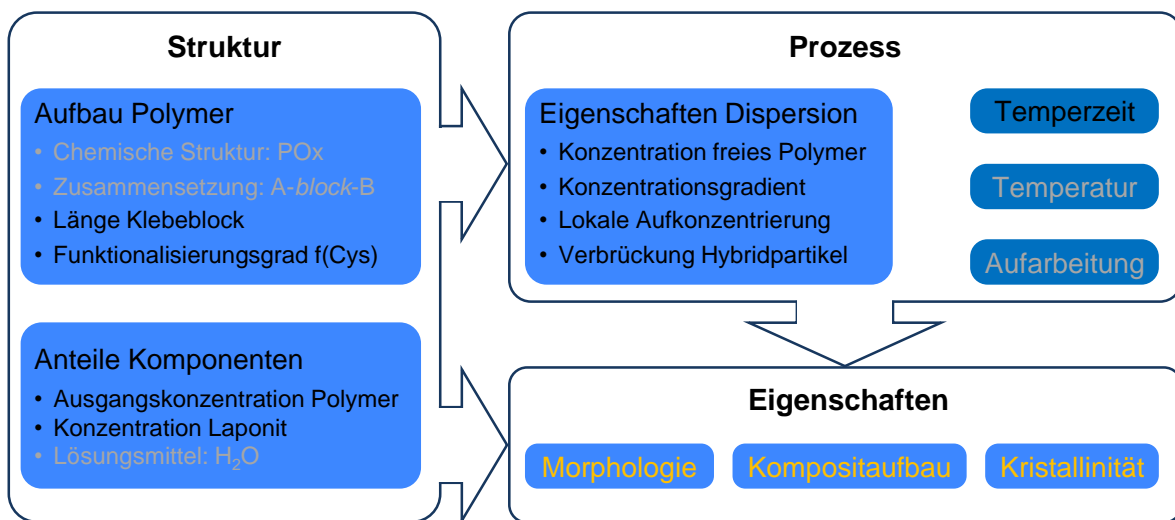 Struktur
Aufbau Polymer
• Chemische Struktur: POx
• Zusammensetzung: A-block-B
• Länge Klebeblock
• Funktionalisierungsgrad f(Cys)
Anteile Komponenten
• Ausgangskonzentration Polymer
• Konzentration Laponit
• Lösungsmittel: H₂O
Prozess
Eigenschaften Dispersion
• Konzentration freies Polymer
• Konzentrationsgradient
• Lokale Aufkonzentrierung
• Verbrückung Hybridpartikel
Temperzeit
Temperatur
Aufarbeitung
Eigenschaften
Morphologie
Kompositaufbau
Kristallinität